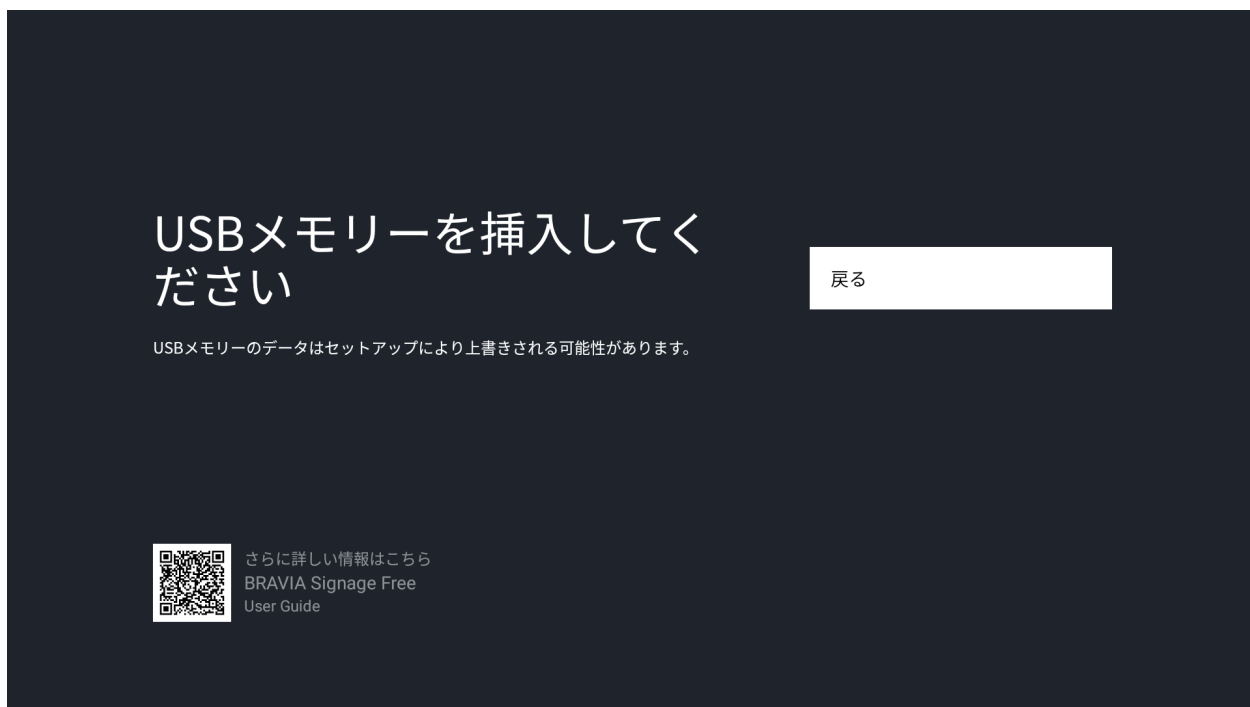 USBメモリーを挿入してく
ださい
USBメモリーのデータはセットアップにより上書きされる可能性があります。
戻る
さらに詳しい情報はこちら
BRAVIA Signage Free
User Guide